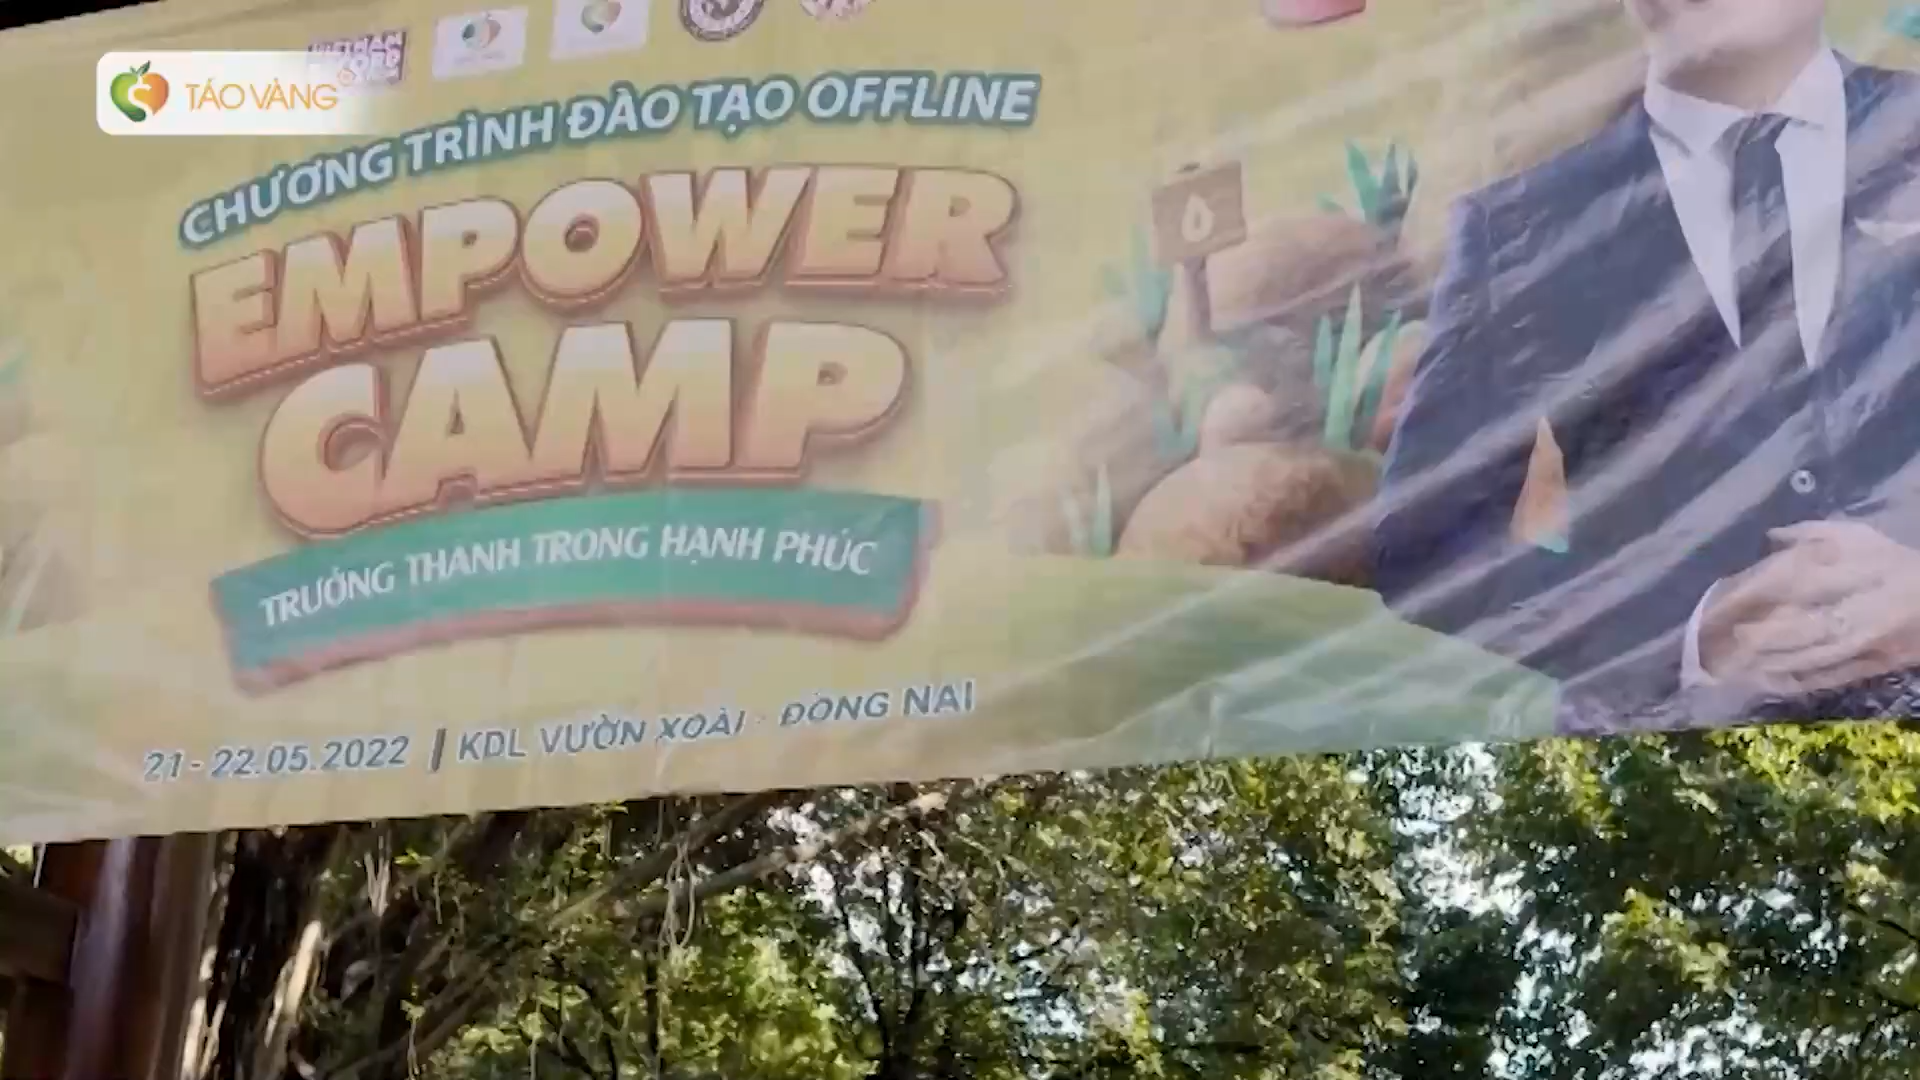 TÁO VÀNG
CHƯƠNG TRÌNH ĐÀO TẠO OFFLINE
EMPOWER
CAMP
TRƯỞNG THÀNH TRONG HẠNH PHÚC
21 - 22.05.2022 | KDL VƯỜN XOÀI - ĐỒNG NAI